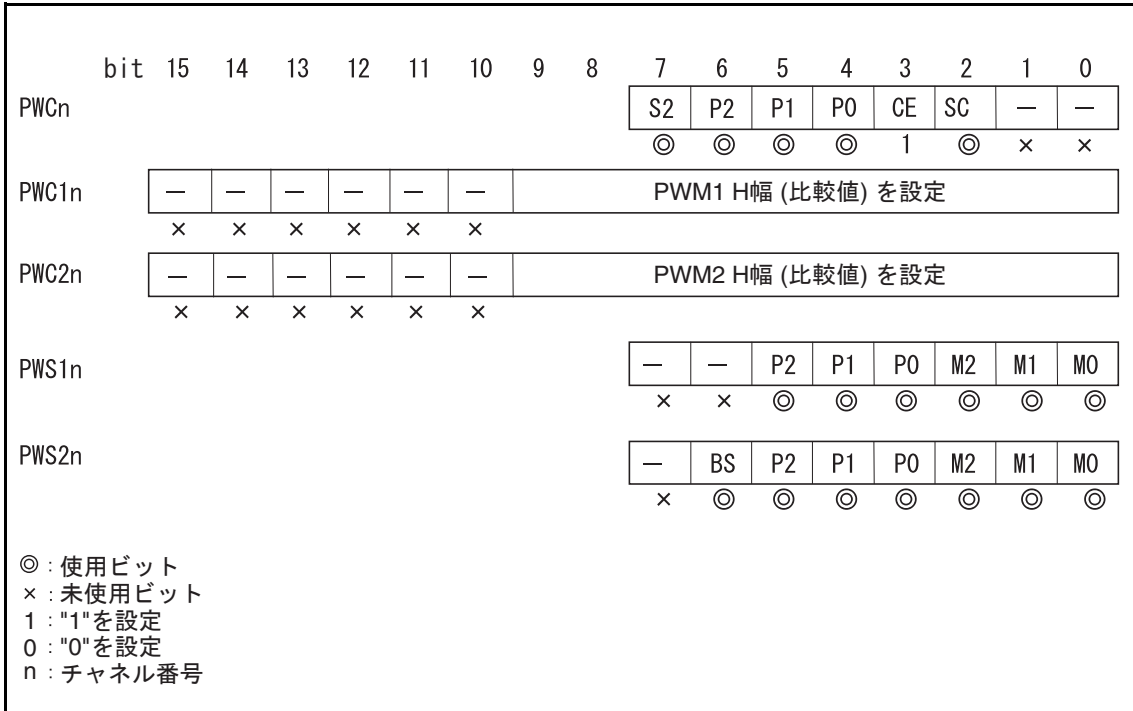 bit 15 14 13 12 11 10 9 8 7 6 5 4 3 2 1 0
PWCn S2 P2 P1 P0 CE SC — —
◎ ◎ ◎ ◎ 1 ◎ × ×
PWC1n — — — — — — PWM1 H幅 (比較値) を設定
× × × × × ×
PWC2n — — — — — — PWM2 H幅 (比較値) を設定
× × × × × ×
PWS1n — — P2 P1 P0 M2 M1 M0
× × ◎ ◎ ◎ ◎ ◎ ◎
PWS2n — BS P2 P1 P0 M2 M1 M0
× ◎ ◎ ◎ ◎ ◎ ◎ ◎
◎ : 使用ビット
× : 未使用ビット
1 : "1"を設定
0 : "0"を設定
n : チャネル番号